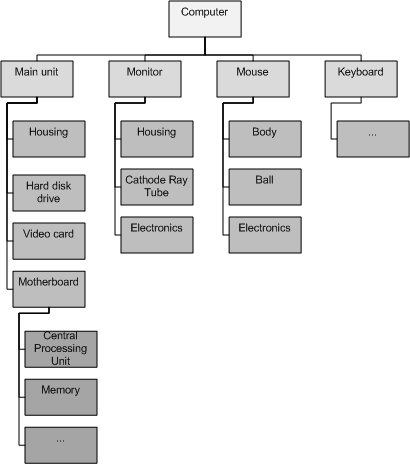 Computer
Main unit
Monitor
Mouse
Keyboard
Housing
Housing
Body
...
Hard disk
drive
Cathode Ray
Tube
Ball
Video card
Electronics
Electronics
Motherboard
Central
Processing
Unit
Memory
...